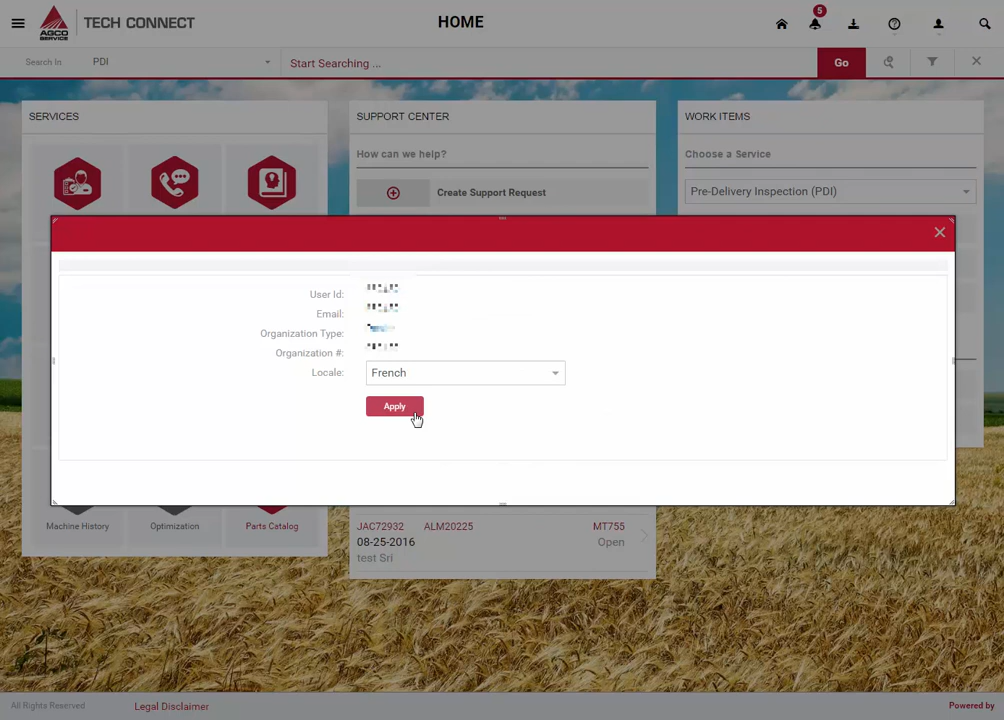 AGCO SERVICE TECH CONNECT
HOME
5
Search In
PDI
Start Searching ...
Go
SERVICES
SUPPORT CENTER
WORK ITEMS
How can we help?
Choose a Service
Create Support Request
Pre-Delivery Inspection (PDI)
User Id:
Email:
Organization Type:
Organization #:
Locale:
French
Apply
Machine History
Optimization
Parts Catalog
JAC72932 ALM20225 MT755
08-25-2016 Open
test Sri
All Rights Reserved
Legal Disclaimer
Powered by